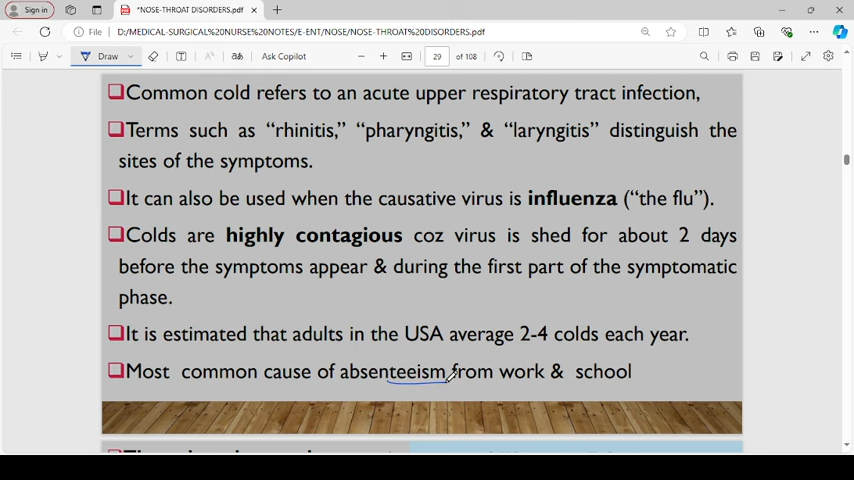 Sign in
*NOSE-THROAT DISORDERS.pdf
File
D:/MEDICAL-SURGICAL%20NURSE%20NOTES/E-ENT/NOSE/NOSE-THROAT%20DISORDERS.pdf
Draw
Ask Copilot
29 of 108
Common cold refers to an acute upper respiratory tract infection,
Terms such as “rhinitis,” “pharyngitis,” & “laryngitis” distinguish the
sites of the symptoms.
It can also be used when the causative virus is influenza (“the flu”).
Colds are highly contagious coz virus is shed for about 2 days
before the symptoms appear & during the first part of the symptomatic
phase.
It is estimated that adults in the USA average 2-4 colds each year.
Most common cause of absenteeism from work & school